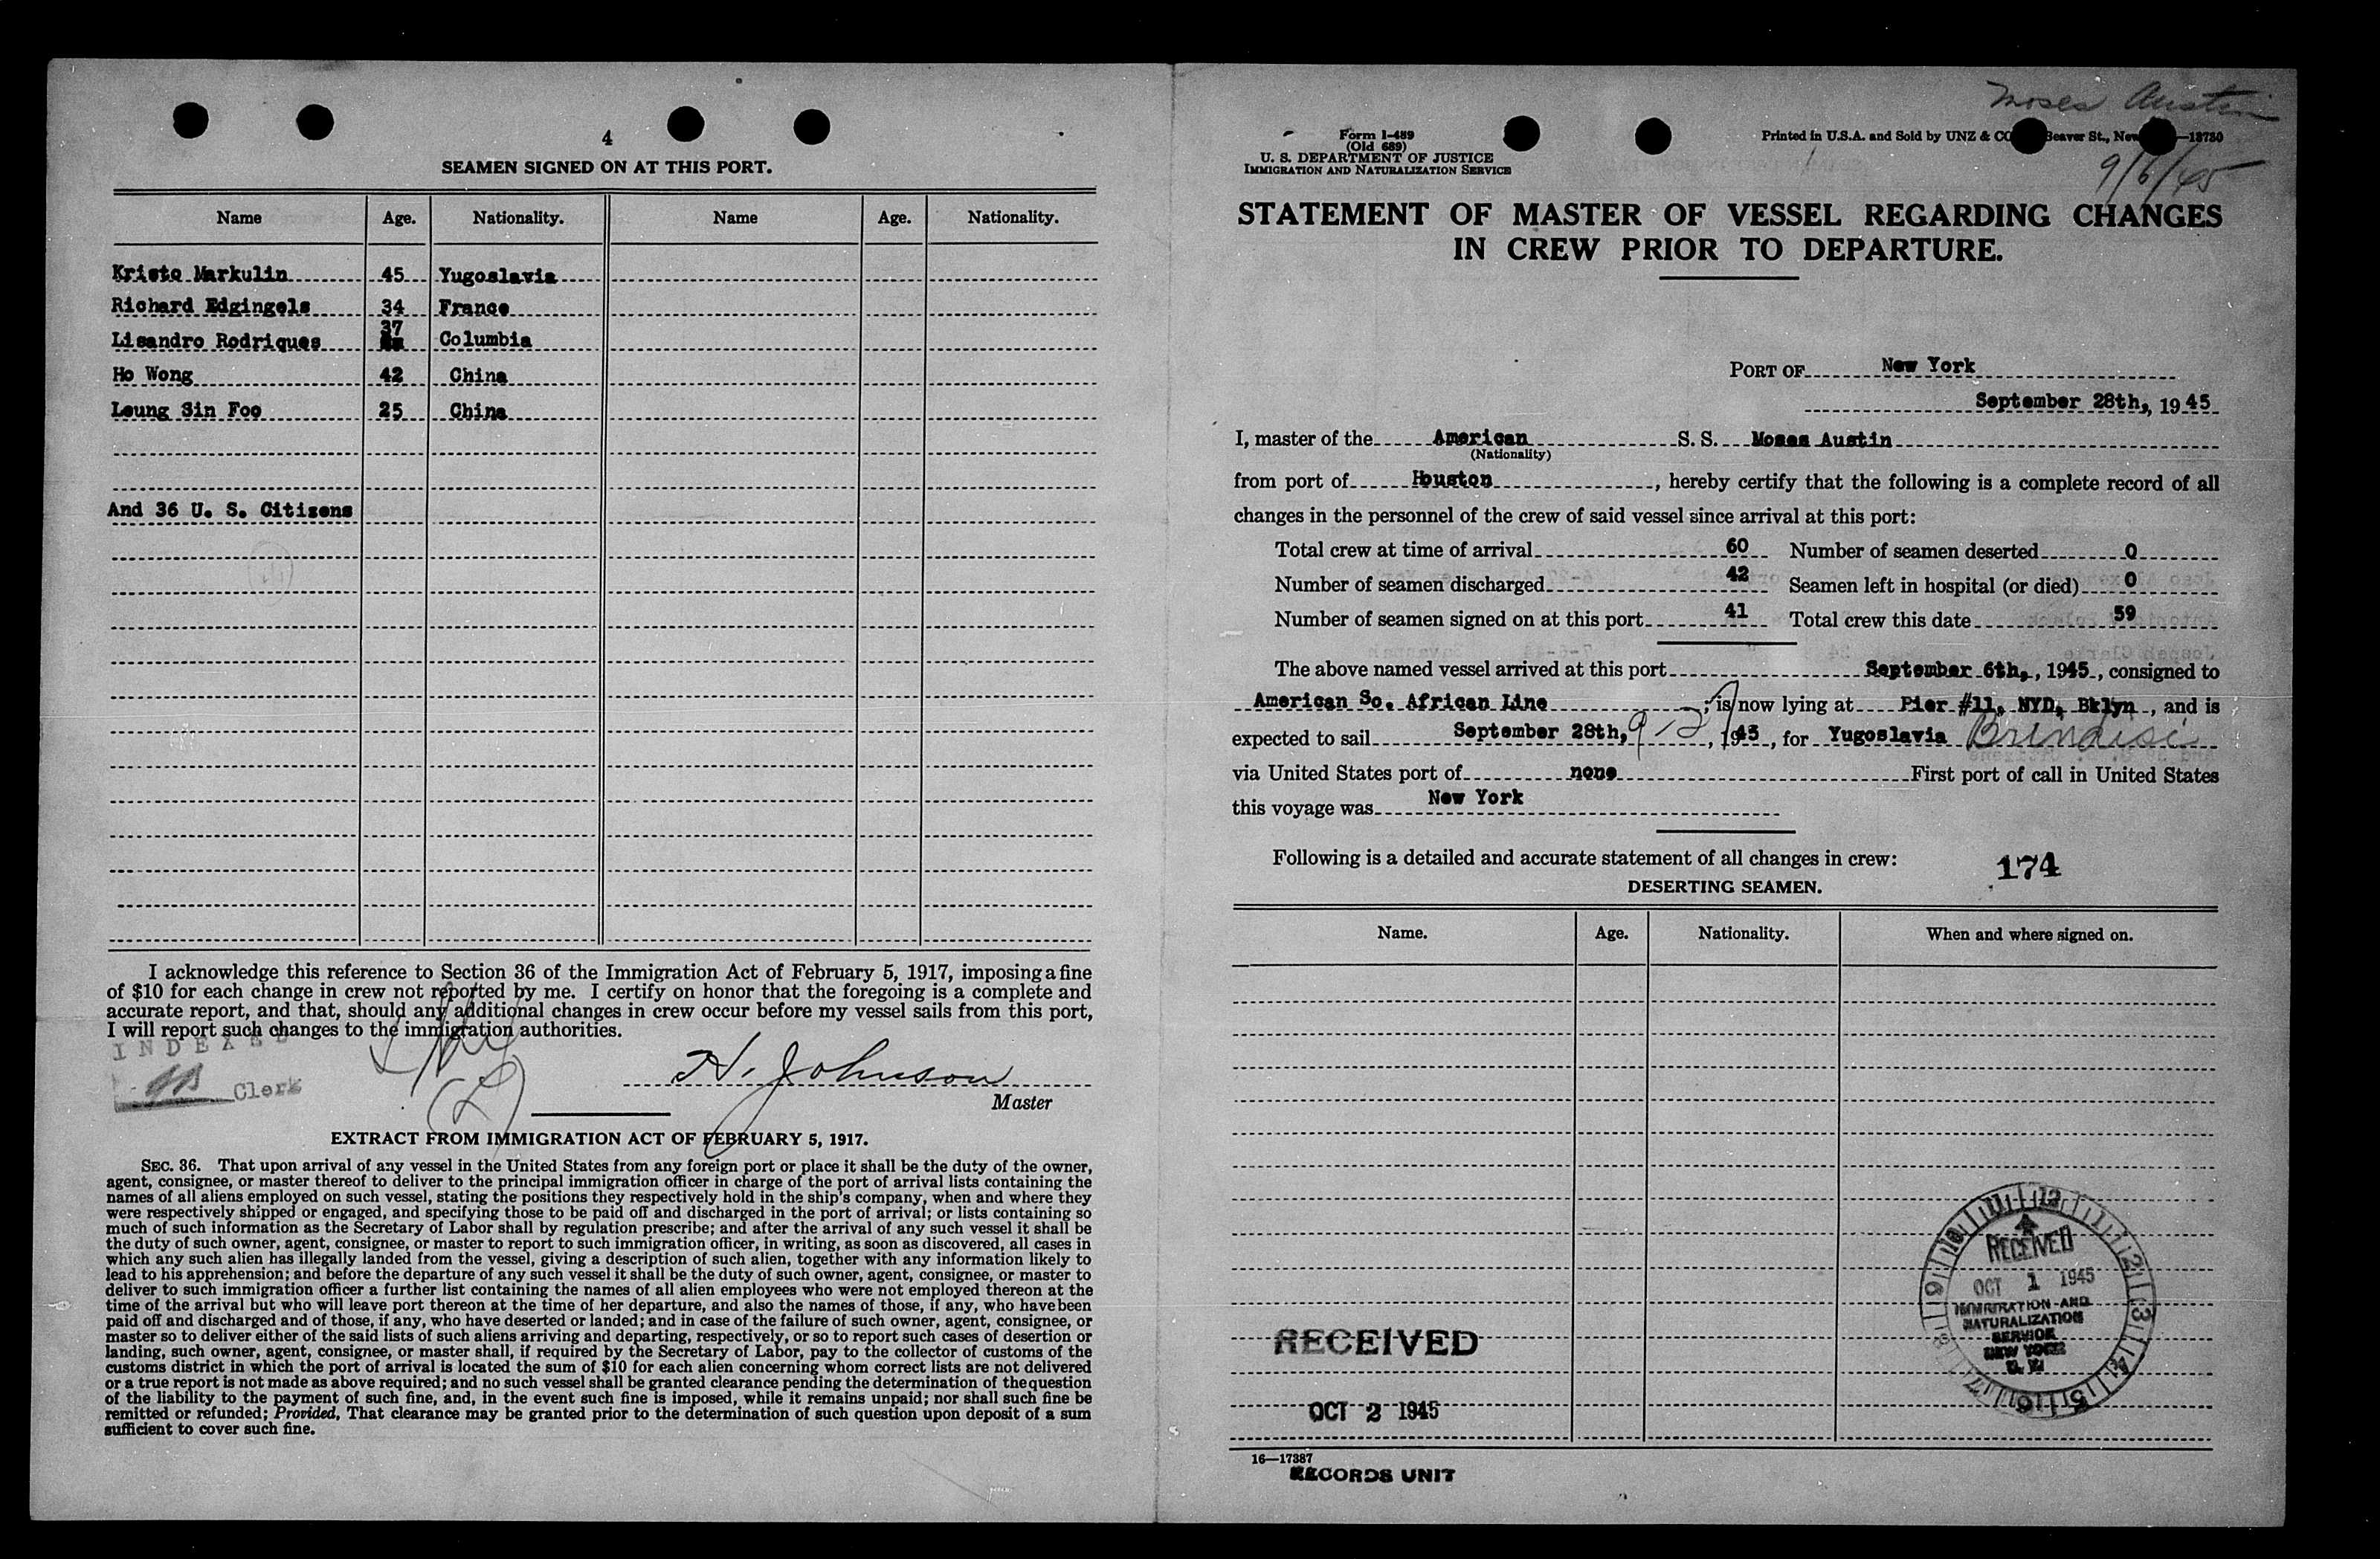 4
SEAMEN SIGNED ON AT THIS PORT.
Name Age. Nationality. Name Age. Nationality.
Kristo Markulin 45 Yugoslavia
Richard Edgingels 34 France
37
Lisandro Rodriques Columbia
Ho Wong 42 China
Leung Sin Foo 25 China
And 36 U. S. Citizens
I acknowledge this reference to Section 36 of the Immigration Act of February 5, 1917, imposing a fine
of $10 for each change in crew not reported by me. I certify on honor that the foregoing is a complete and
accurate report, and that, should any additional changes in crew occur before my vessel sails from this port,
I will report such changes to the immigration authorities.
INDEXED
Clerk
H. Johnson
Master
EXTRACT FROM IMMIGRATION ACT OF FEBRUARY 5, 1917.
SEC. 36. That upon arrival of any vessel in the United States from any foreign port or place it shall be the duty of the owner,
agent, consignee, or master thereof to deliver to the principal immigration officer in charge of the port of arrival lists containing the
names of all aliens employed on such vessel, stating the positions they respectively hold in the ship's company, when and where they
were respectively shipped or engaged, and specifying those to be paid off and discharged in the port of arrival; or lists containing so
much of such information as the Secretary of Labor shall by regulation prescribe; and after the arrival of any such vessel it shall be
the duty of such owner, agent, consignee, or master to report to such immigration officer, in writing, as soon as discovered, all cases in
which any such alien has illegally landed from the vessel, giving a description of such alien, together with any information likely to
lead to his apprehension; and before the departure of any such vessel it shall be the duty of such owner, agent, consignee, or master to
deliver to such immigration officer a further list containing the names of all alien employees who were not employed thereon at the
time of the arrival but who will leave port thereon at the time of her departure, and also the names of those, if any, who have been
paid off and discharged and of those, if any, who have deserted or landed; and in case of the failure of such owner, agent, consignee, or
master so to deliver either of the said lists of such aliens arriving and departing, respectively, or so to report such cases of desertion or
landing, such owner, agent, consignee, or master shall, if required by the Secretary of Labor, pay to the collector of customs of the
customs district in which the port of arrival is located the sum of $10 for each alien concerning whom correct lists are not delivered
or a true report is not made as above required; and no such vessel shall be granted clearance pending the determination of the question
of the liability to the payment of such fine, and, in the event such fine is imposed, while it remains unpaid; nor shall such fine be
remitted or refunded; Provided, That clearance may be granted prior to the determination of such question upon deposit of a sum
sufficient to cover such fine.
Moses Austin
Form I-489
(Old 689)
U. S. DEPARTMENT OF JUSTICE
IMMIGRATION AND NATURALIZATION SERVICE
Printed in U.S.A. and Sold by UNZ & CO Beaver St., New —13730
9/6/45
STATEMENT OF MASTER OF VESSEL REGARDING CHANGES
IN CREW PRIOR TO DEPARTURE.
PORT OF New York
September 28th, 1945
I, master of the American S. S. Moses Austin
(Nationality)
from port of Houston, hereby certify that the following is a complete record of all
changes in the personnel of the crew of said vessel since arrival at this port:
Total crew at time of arrival 60 Number of seamen deserted 0
Number of seamen discharged 42 Seamen left in hospital (or died) 0
Number of seamen signed on at this port 41 Total crew this date 59
The above named vessel arrived at this port September 6th, 1945, consigned to
American So. African Line; is now lying at Pier #11, NYD, Bklyn, and is
expected to sail September 28th, 1945, for Yugoslavia Brindisi
via United States port of none First port of call in United States
this voyage was New York
Following is a detailed and accurate statement of all changes in crew:
174
DESERTING SEAMEN.
Name. Age. Nationality. When and where signed on.
RECEIVED
OCT 1 1945
IMMIGRATION AND
NATURALIZATION
SERVICE
NEW YORK
N. Y.
RECEIVED
OCT 2 1945
16—17387
RECORDS UNIT